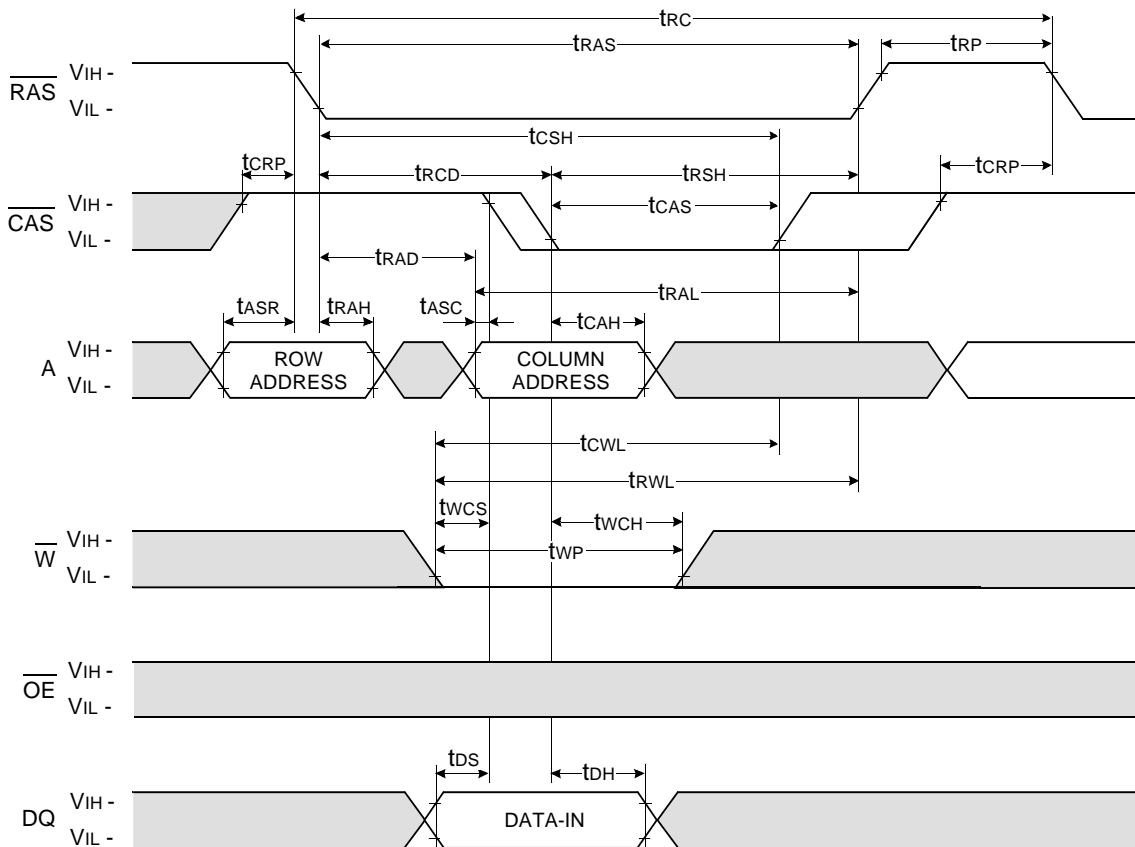 tRC
tRAS
tRP
RAS
VIH -
VIL -
tCSH
tCRP
tRCD
tRSH
tCRP
CAS
VIH -
VIL -
tCAS
tRAD
tRAL
tASR
tRAH
tASC
tCAH
A
VIH -
VIL -
ROW
ADDRESS
COLUMN
ADDRESS
tCWL
tRWL
tWCS
tWCH
W
VIH -
VIL -
tWP
OE
VIH -
VIL -
tDS
tDH
DQ
VIH -
VIL -
DATA-IN